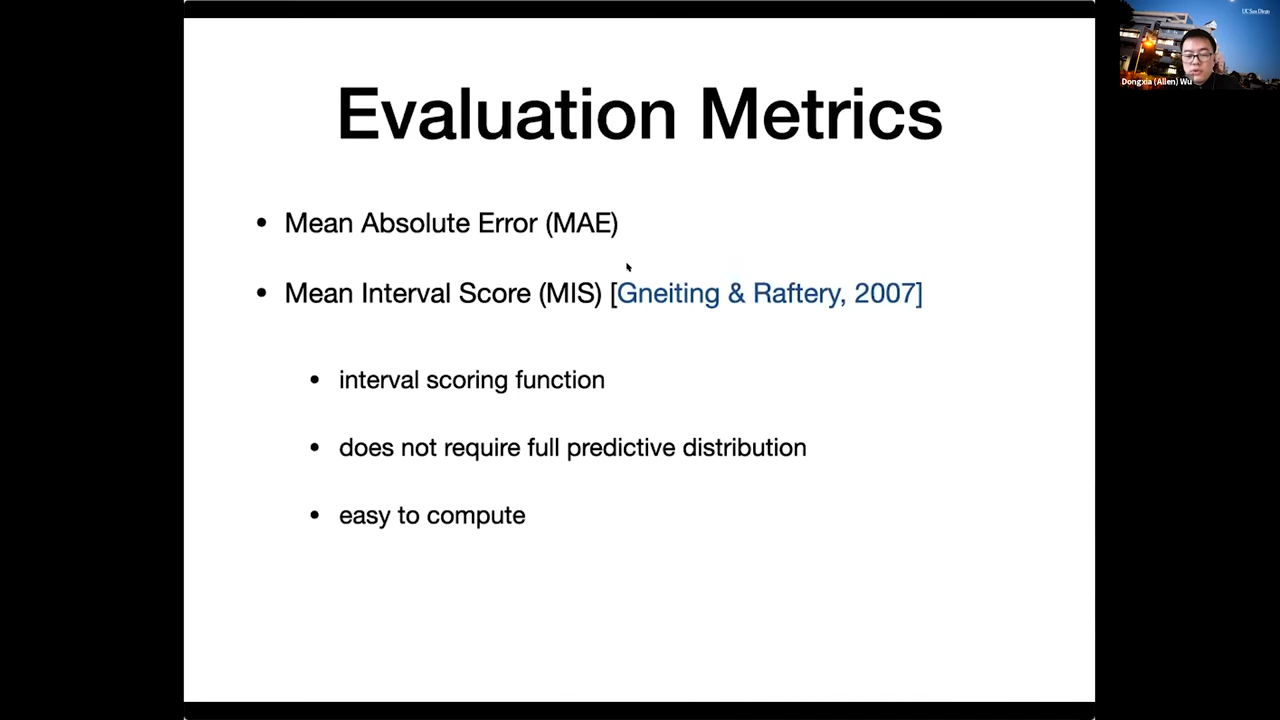 Evaluation Metrics
• Mean Absolute Error (MAE)
• Mean Interval Score (MIS) [Gneiting & Raftery, 2007]
• interval scoring function
• does not require full predictive distribution
• easy to compute
UC San Diego
Dongxia (Allen) Wu